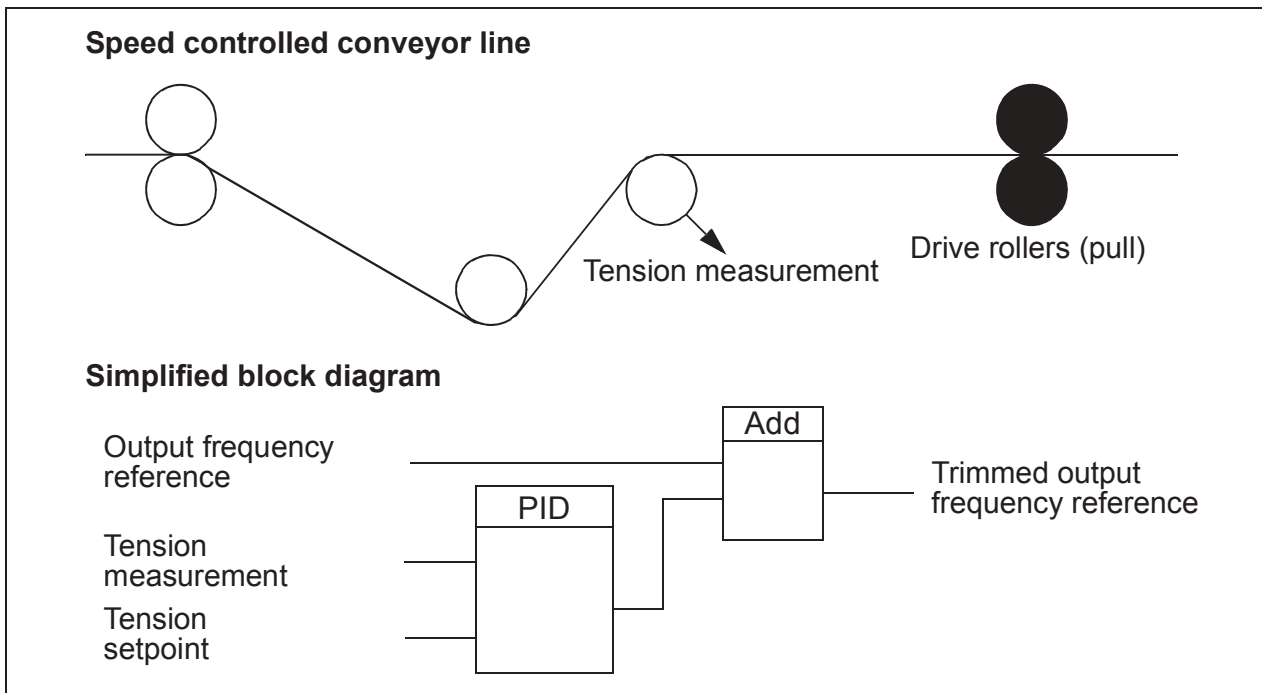 Speed controlled conveyor line
Tension measurement
Drive rollers (pull)
Simplified block diagram
Output frequency
reference
Add
Trimmed output
frequency reference
PID
Tension
measurement
Tension
setpoint